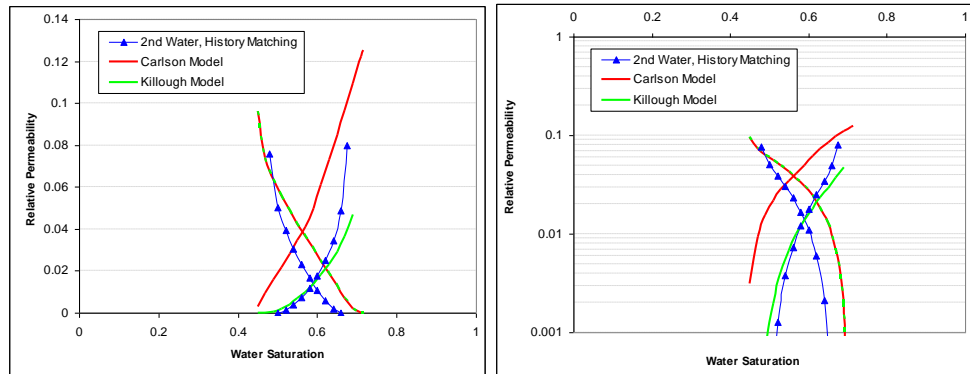 0.14
0.12
0.1
0.08
0.06
0.04
0.02
0
0 0.2 0.4 0.6 0.8 1
Relative Permeability
Water Saturation
2nd Water, History Matching
Carlson Model
Killough Model
0 0.2 0.4 0.6 0.8 1
1
0.1
0.01
0.001
Relative Permeability
Water Saturation
2nd Water, History Matching
Carlson Model
Killough Model